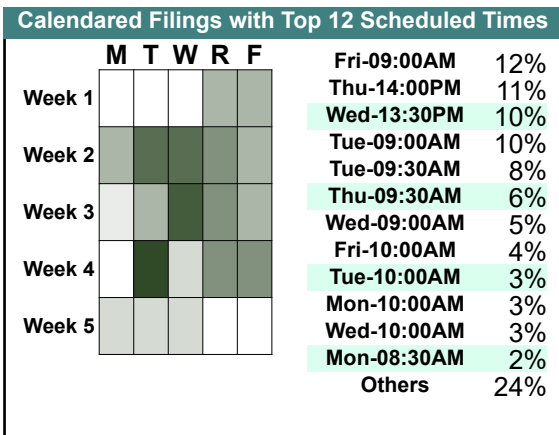 Calendared Filings with Top 12 Scheduled Times
M T W R F
Week 1
Week 2
Week 3
Week 4
Week 5
Fri-09:00AM 12%
Thu-14:00PM 11%
Wed-13:30PM 10%
Tue-09:00AM 10%
Tue-09:30AM 8%
Thu-09:30AM 6%
Wed-09:00AM 5%
Fri-10:00AM 4%
Tue-10:00AM 3%
Mon-10:00AM 3%
Wed-10:00AM 3%
Mon-08:30AM 2%
Others 24%